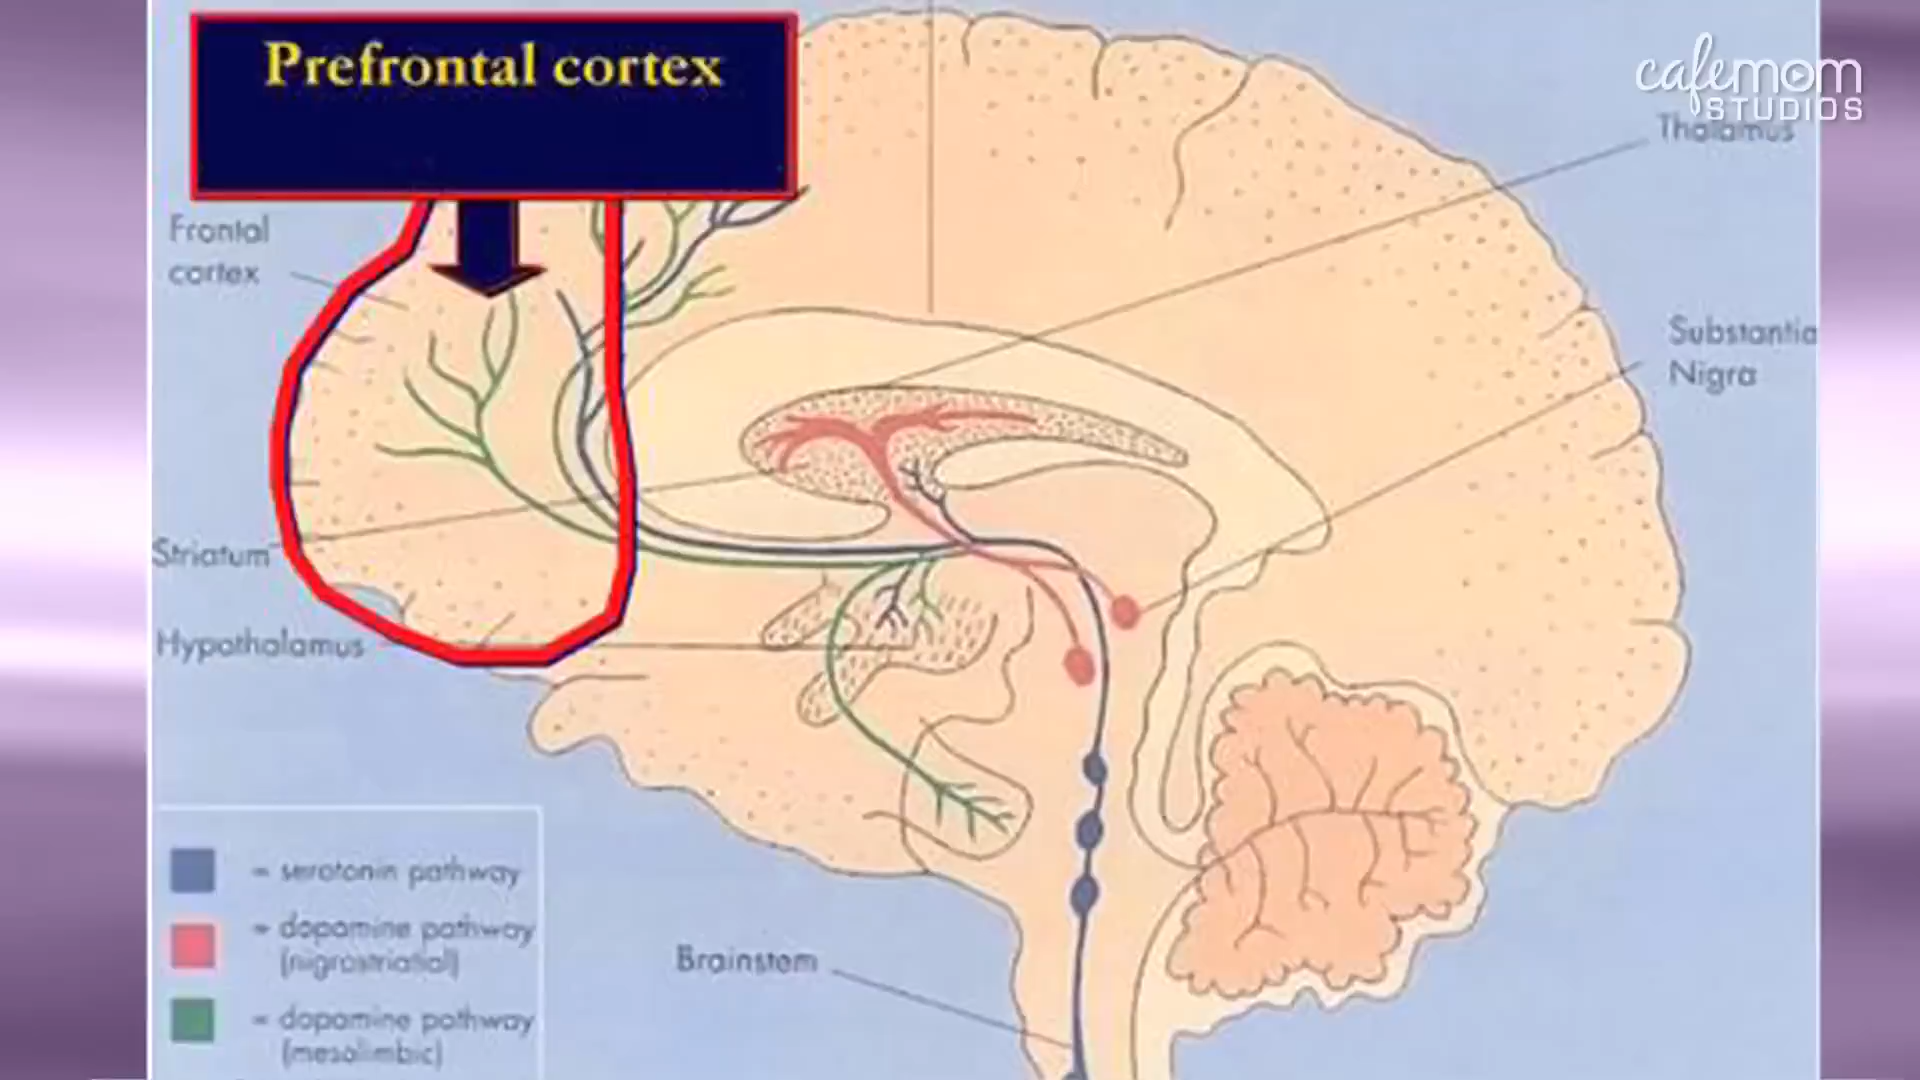 Prefrontal cortex
cafemom
STUDIOS
Thalamus
Frontal
cortex
Substantia
Nigra
Striatum
Hypothalamus
= serotonin pathway
= dopamine pathway
(nigrostriatial)
= dopamine pathway
(mesolimbic)
Brainstem